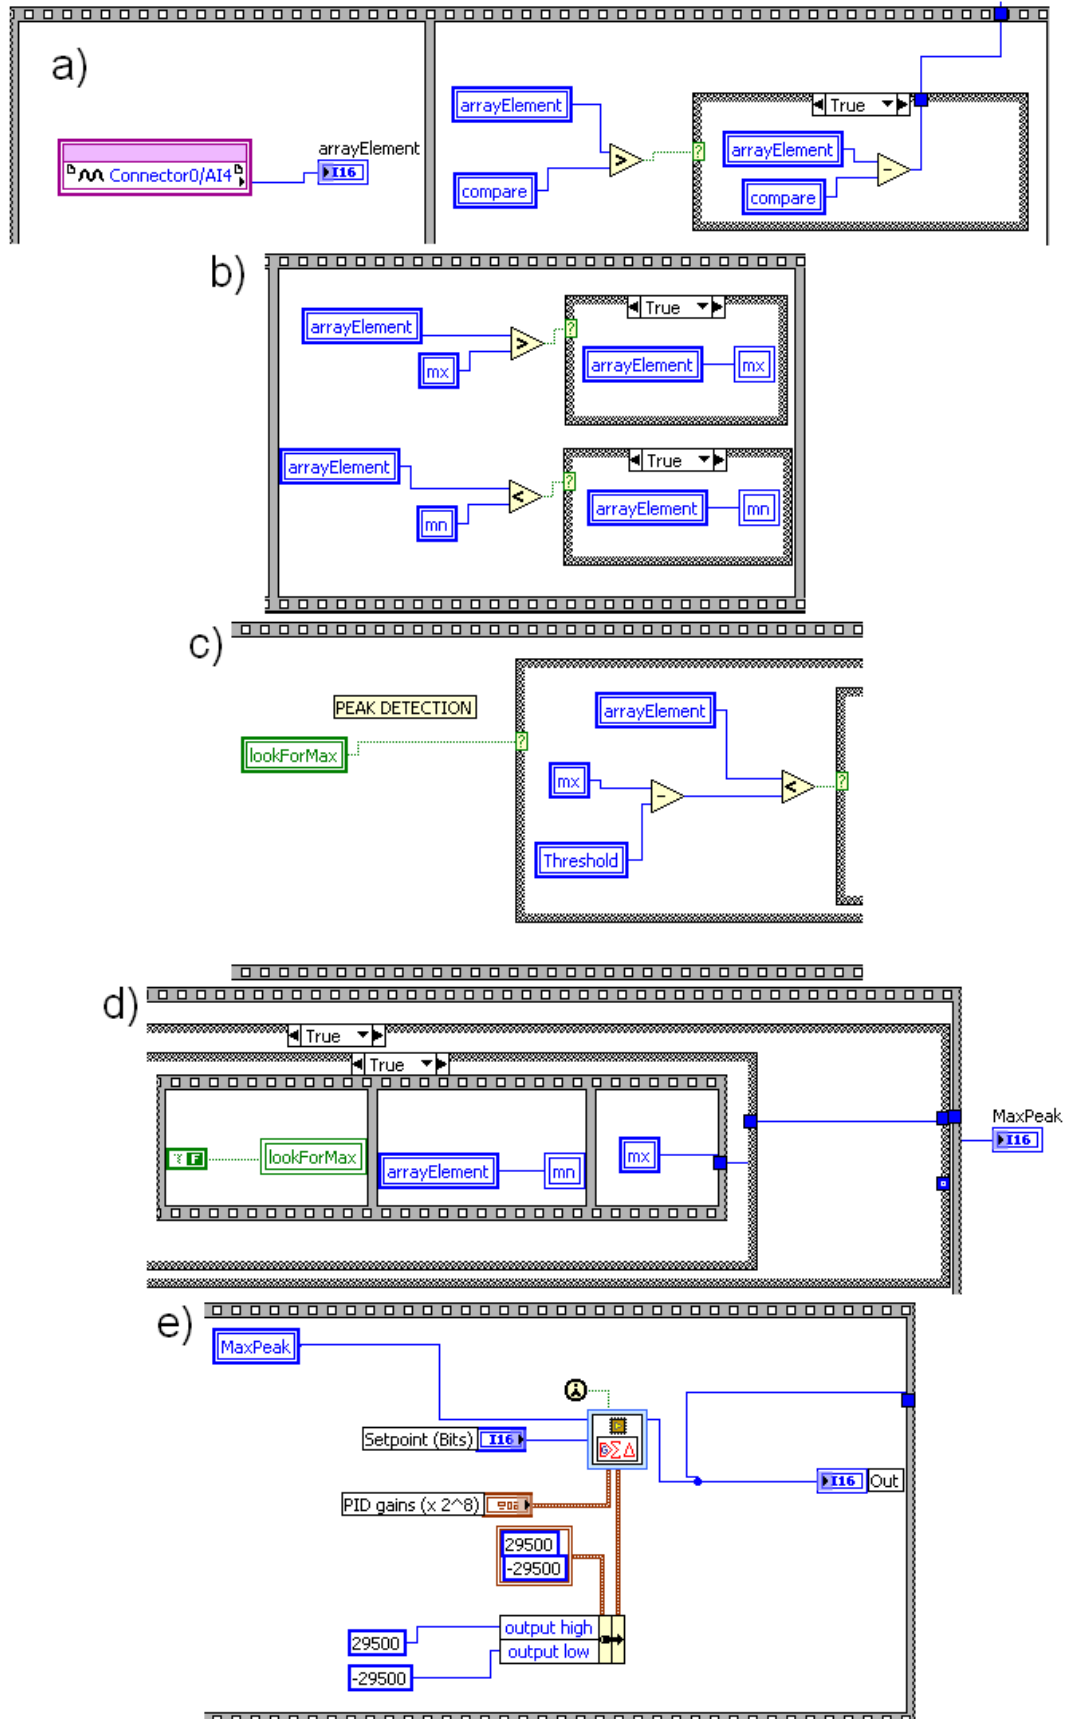 a)
arrayElement
True
arrayElement
>
?
arrayElement
Connector0/AI4
I16
-
compare
compare
b)
True
arrayElement
>
?
mx
arrayElement
mx
True
arrayElement
<
?
mn
arrayElement
mn
c)
PEAK DETECTION
arrayElement
lookForMax
?
mx
-
<
?
Threshold
d)
True
True
MaxPeak
I16
F
lookForMax
arrayElement
mn
mx
e)
MaxPeak
i
Setpoint (Bits)
I16
I16
Out
PID gains (x 2^8)
29500
-29500
output high
29500
output low
-29500